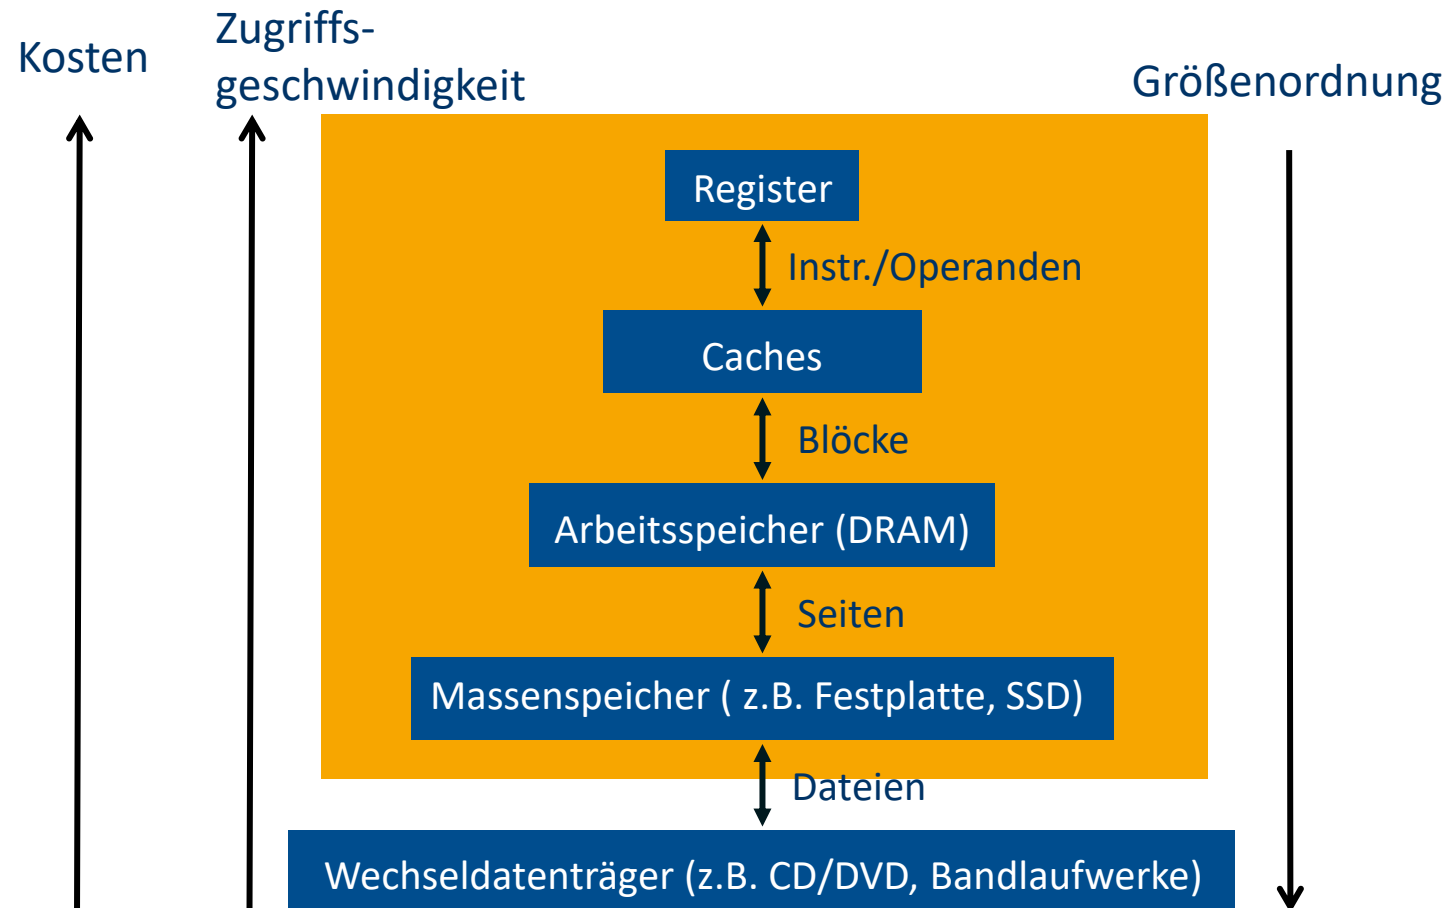 Kosten
Zugriffs-
geschwindigkeit
Größenordnung
Register
Instr./Operanden
Caches
Blöcke
Arbeitsspeicher (DRAM)
Seiten
Massenspeicher ( z.B. Festplatte, SSD)
Dateien
Wechseldatenträger (z.B. CD/DVD, Bandlaufwerke)